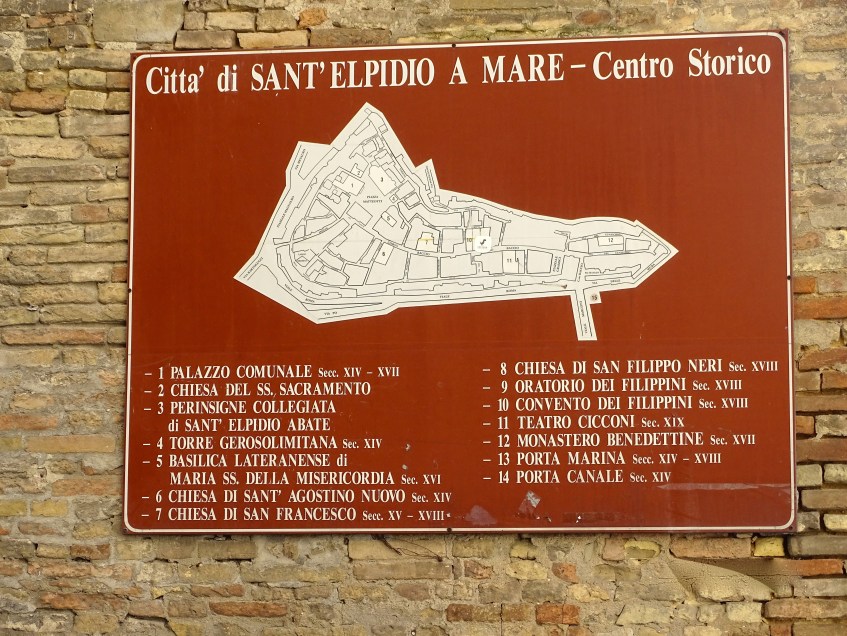 Citta' di SANT' ELPIDIO A MARE – Centro Storico
PIAZZA
MATTEOTTI
– 1 PALAZZO COMUNALE Secc. XIV – XVII
– 2 CHIESA DEL SS. SACRAMENTO
– 3 PERINSIGNE COLLEGIATA
di SANT' ELPIDIO ABATE
– 4 TORRE GEROSOLIMITANA Sec. XIV
– 5 BASILICA LATERANENSE di
MARIA SS. DELLA MISERICORDIA Sec. XVI
– 6 CHIESA DI SANT' AGOSTINO NUOVO Sec. XIV
– 7 CHIESA DI SAN FRANCESCO Secc. XV – XVIII
– 8 CHIESA DI SAN FILIPPO NERI Sec. XVIII
– 9 ORATORIO DEI FILIPPINI Sec. XVIII
– 10 CONVENTO DEI FILIPPINI Sec. XVIII
– 11 TEATRO CICCONI Sec. XIX
– 12 MONASTERO BENEDETTINE Sec. XVII
– 13 PORTA MARINA Secc. XIV – XVIII
– 14 PORTA CANALE Sec. XIV